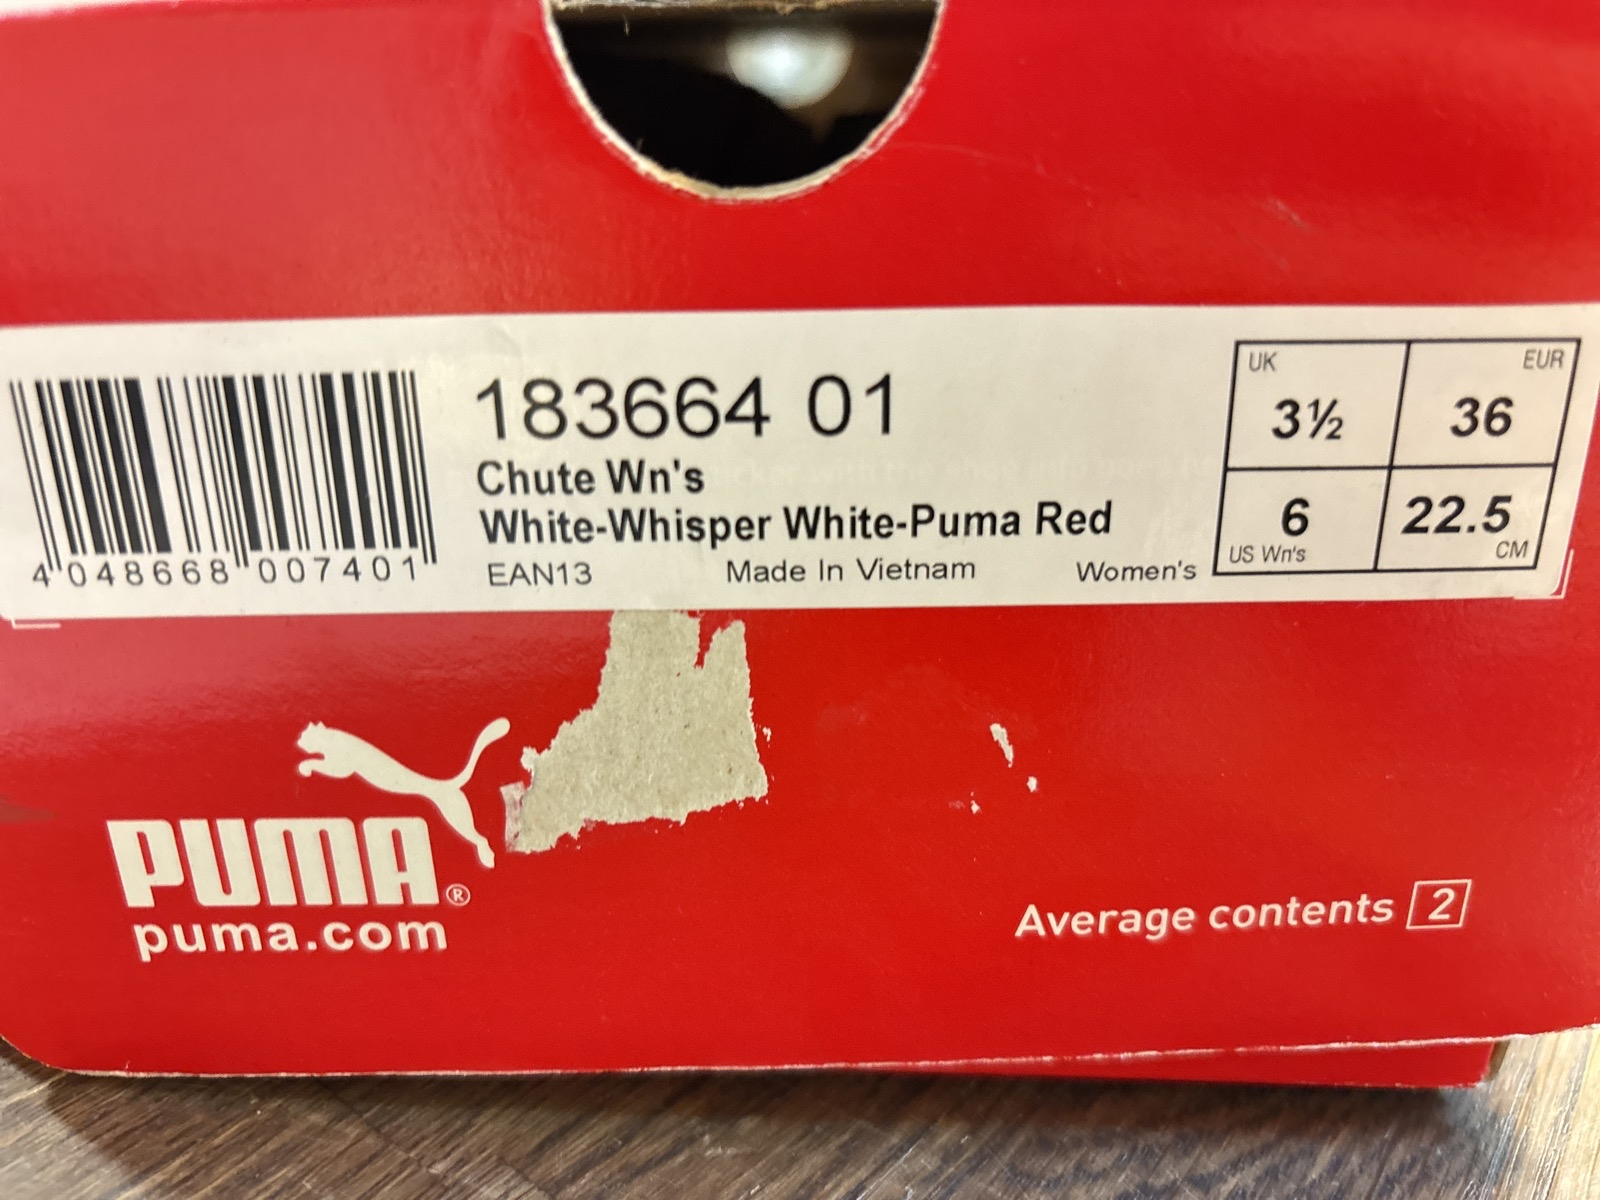 183664 01
Chute Wn's
White-Whisper White-Puma Red
EAN13 Made In Vietnam Women's
4 048668 007401
UK 3½
EUR 36
6 US Wn's
22.5 CM
PUMA®
puma.com
Average contents 2